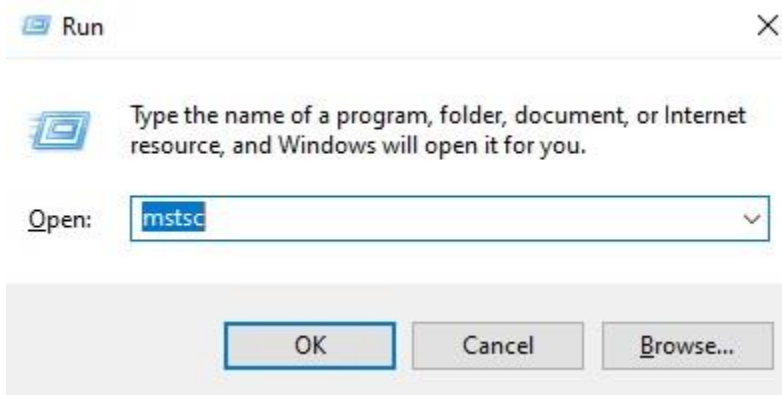 Run
Type the name of a program, folder, document, or Internet
resource, and Windows will open it for you.
Open: mstsc
OK Cancel Browse...